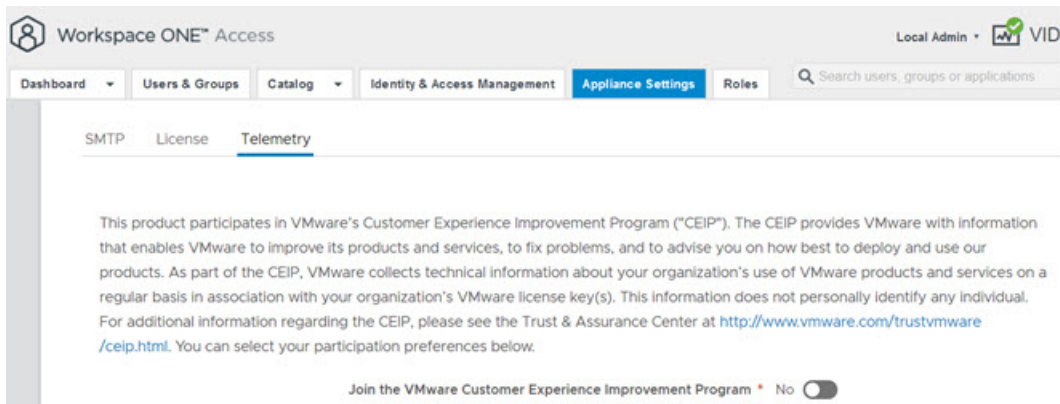 Workspace ONE™ Access
Local Admin
VID
Dashboard
Users & Groups
Catalog
Identity & Access Management
Appliance Settings
Roles
Search users, groups or applications
SMTP
License
Telemetry
This product participates in VMware's Customer Experience Improvement Program ("CEIP"). The CEIP provides VMware with information
that enables VMware to improve its products and services, to fix problems, and to advise you on how best to deploy and use our
products. As part of the CEIP, VMware collects technical information about your organization's use of VMware products and services on a
regular basis in association with your organization's VMware license key(s). This information does not personally identify any individual.
For additional information regarding the CEIP, please see the Trust & Assurance Center at http://www.vmware.com/trustvmware
/ceip.html. You can select your participation preferences below.
Join the VMware Customer Experience Improvement Program * No